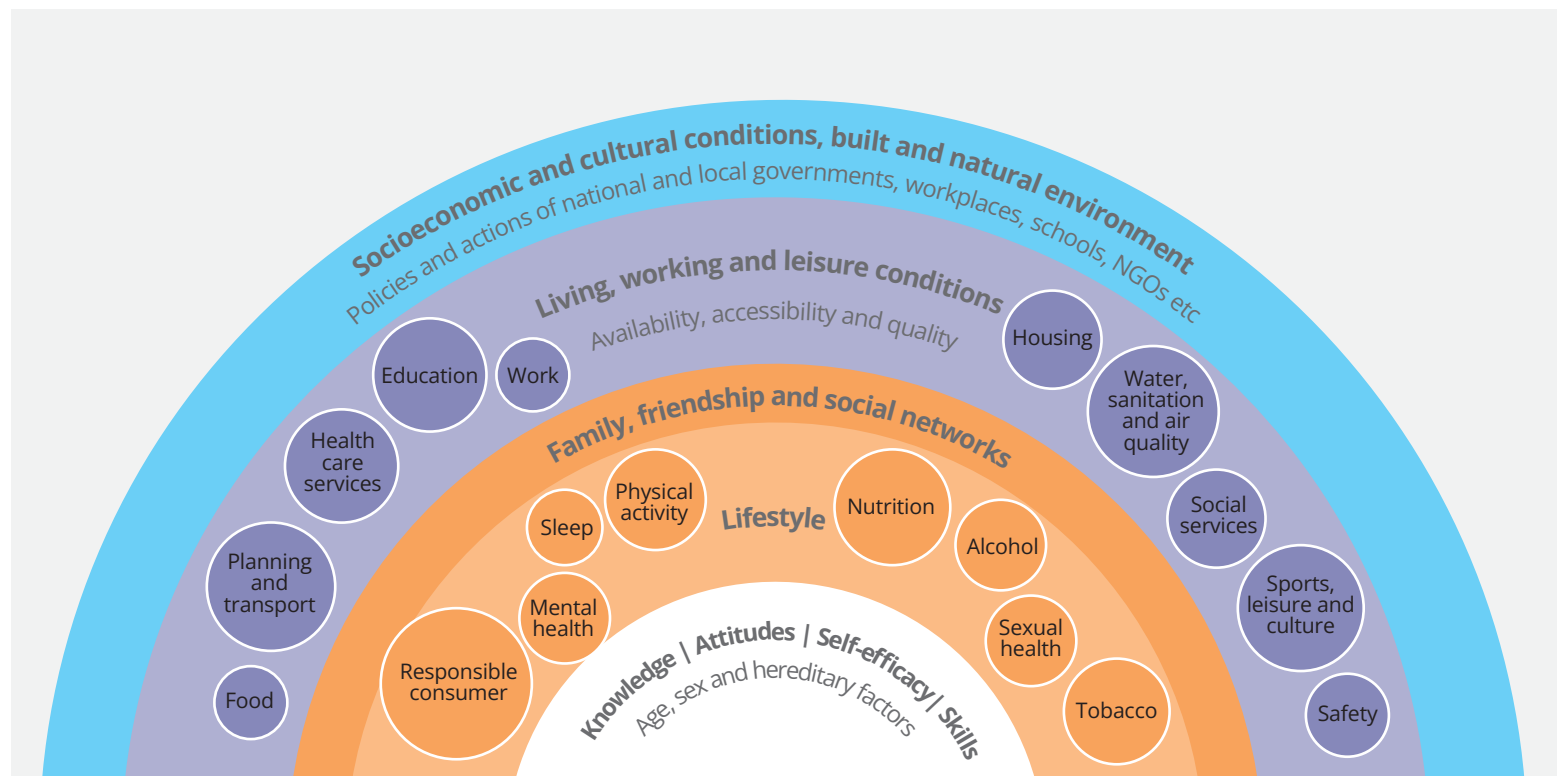 Socioeconomic and cultural conditions, built and natural environment
Policies and actions of national and local governments, workplaces, schools, NGOs etc
Living, working and leisure conditions
Availability, accessibility and quality
Food
Planning
and
transport
Health
care
services
Education
Work
Housing
Water,
sanitation
and air
quality
Social
services
Sports,
leisure and
culture
Safety
Family, friendship and social networks
Lifestyle
Responsible
consumer
Mental
health
Sleep
Physical
activity
Nutrition
Alcohol
Sexual
health
Tobacco
Knowledge | Attitudes | Self-efficacy| Skills
Age, sex and hereditary factors